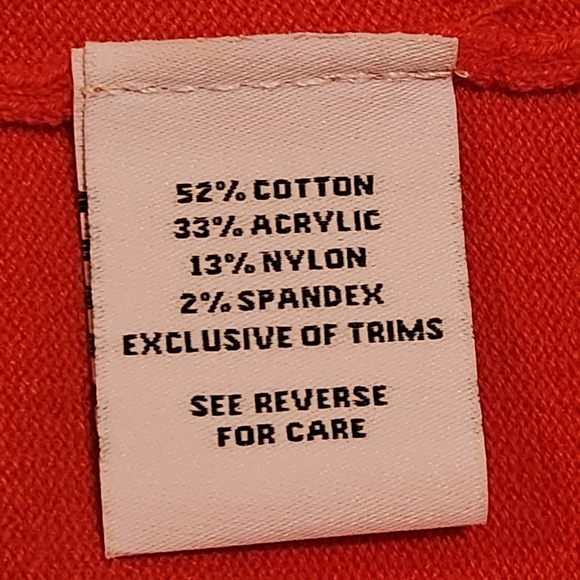 52% COTTON
33% ACRYLIC
13% NYLON
2% SPANDEX
EXCLUSIVE OF TRIMS
SEE REVERSE
FOR CARE